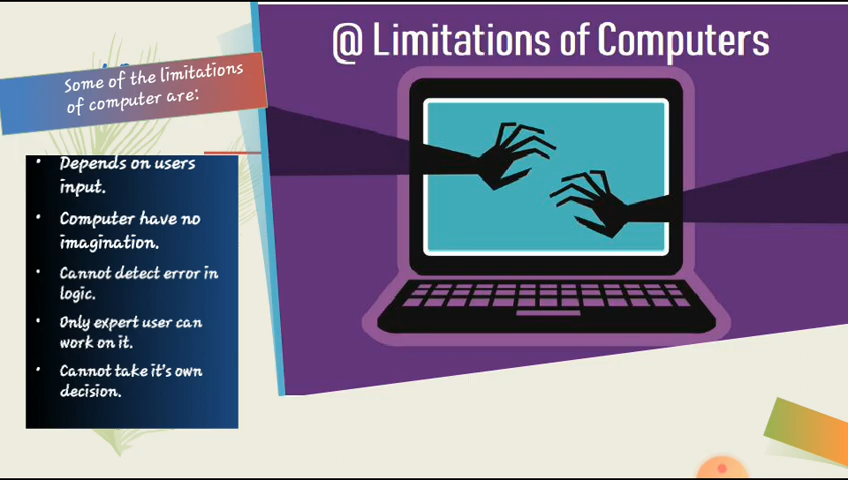 @ Limitations of Computers
Some of the limitations
of computer are:
• Depends on users
input.
• Computer have no
imagination.
• Cannot detect error in
logic.
• Only expert user can
work on it.
• Cannot take it's own
decision.